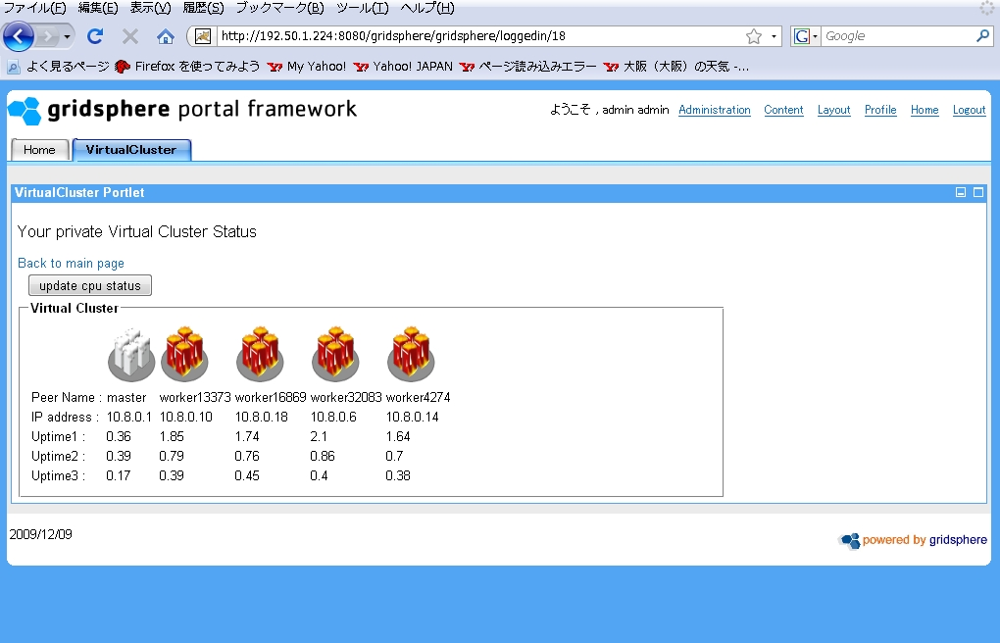 ファイル(F) 編集(E) 表示(V) 履歴(S) ブックマーク(B) ツール(T) ヘルプ(H)
http://192.50.1.224:8080/gridsphere/gridsphere/loggedin/18 G Google
よく見るページ Firefox を使ってみよう My Yahoo! Yahoo! JAPAN ページ読み込みエラー 大阪（大阪）の天気 -...
gridsphere portal framework ようこそ , admin admin Administration Content Layout Profile Home Logout
Home VirtualCluster
VirtualCluster Portlet
Your private Virtual Cluster Status
Back to main page
update cpu status
Virtual Cluster
Peer Name : master worker13373 worker16869 worker32083 worker4274
IP address : 10.8.0.1 10.8.0.10 10.8.0.18 10.8.0.6 10.8.0.14
Uptime1 : 0.36 1.85 1.74 2.1 1.64
Uptime2 : 0.39 0.79 0.76 0.86 0.7
Uptime3 : 0.17 0.39 0.45 0.4 0.38
2009/12/09
powered by gridsphere